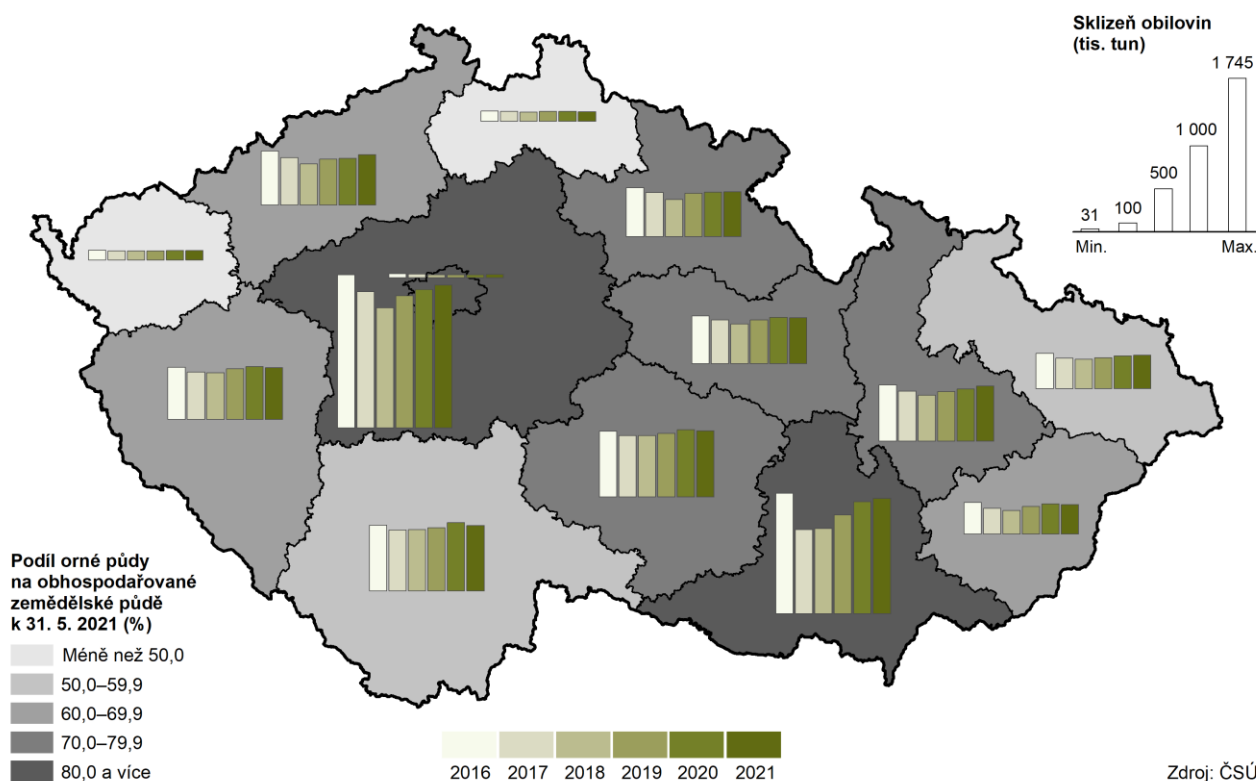 Sklizeň obilovin
(tis. tun)
1 745
1 000
500
100
31
Min.
Max.
Podíl orné půdy
na obhospodařované
zemědělské půdě
k 31. 5. 2021 (%)
Méně než 50,0
50,0–59,9
60,0–69,9
70,0–79,9
80,0 a více
2016 2017 2018 2019 2020 2021
Zdroj: ČSÚ